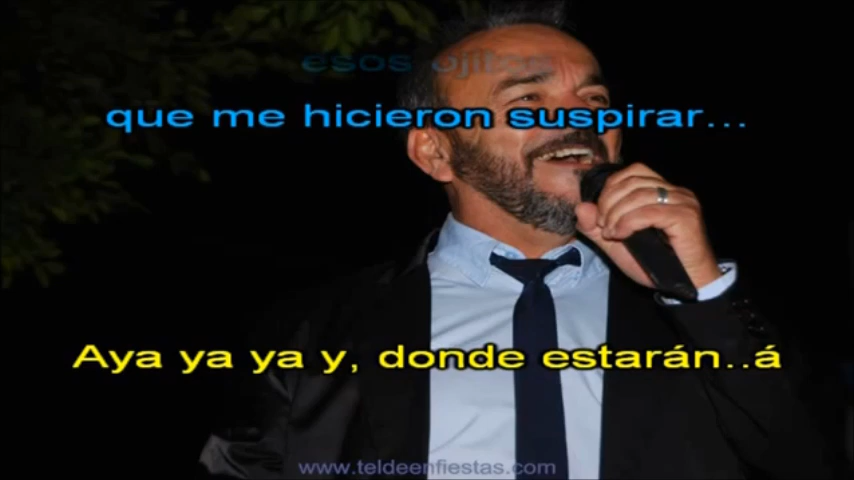 esos ojitos
que me hicieron suspirar...
Aya ya ya y, donde estarán..á
www.teldeenfiestas.com